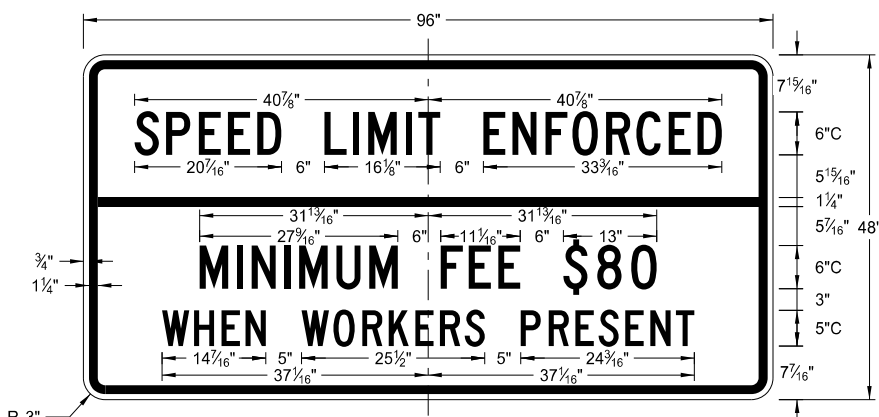 96"
40⅞" 40⅞"
SPEED LIMIT ENFORCED
20⁷⁄₁₆" 6" 16⅛" 6" 33³⁄₁₆"
31¹³⁄₁₆" 31¹³⁄₁₆"
27⁹⁄₁₆" 6" 11¹⁄₁₆" 6" 13"
MINIMUM FEE $80
WHEN WORKERS PRESENT
14⁷⁄₁₆" 5" 25½" 5" 24³⁄₁₆"
37¹⁄₁₆" 37¹⁄₁₆"
¾"
1¼"
R 3"
7¹⁵⁄₁₆"
6"C
5¹⁵⁄₁₆"
1¼"
5⁷⁄₁₆"
48"
6"C
3"
5"C
7⁷⁄₁₆"